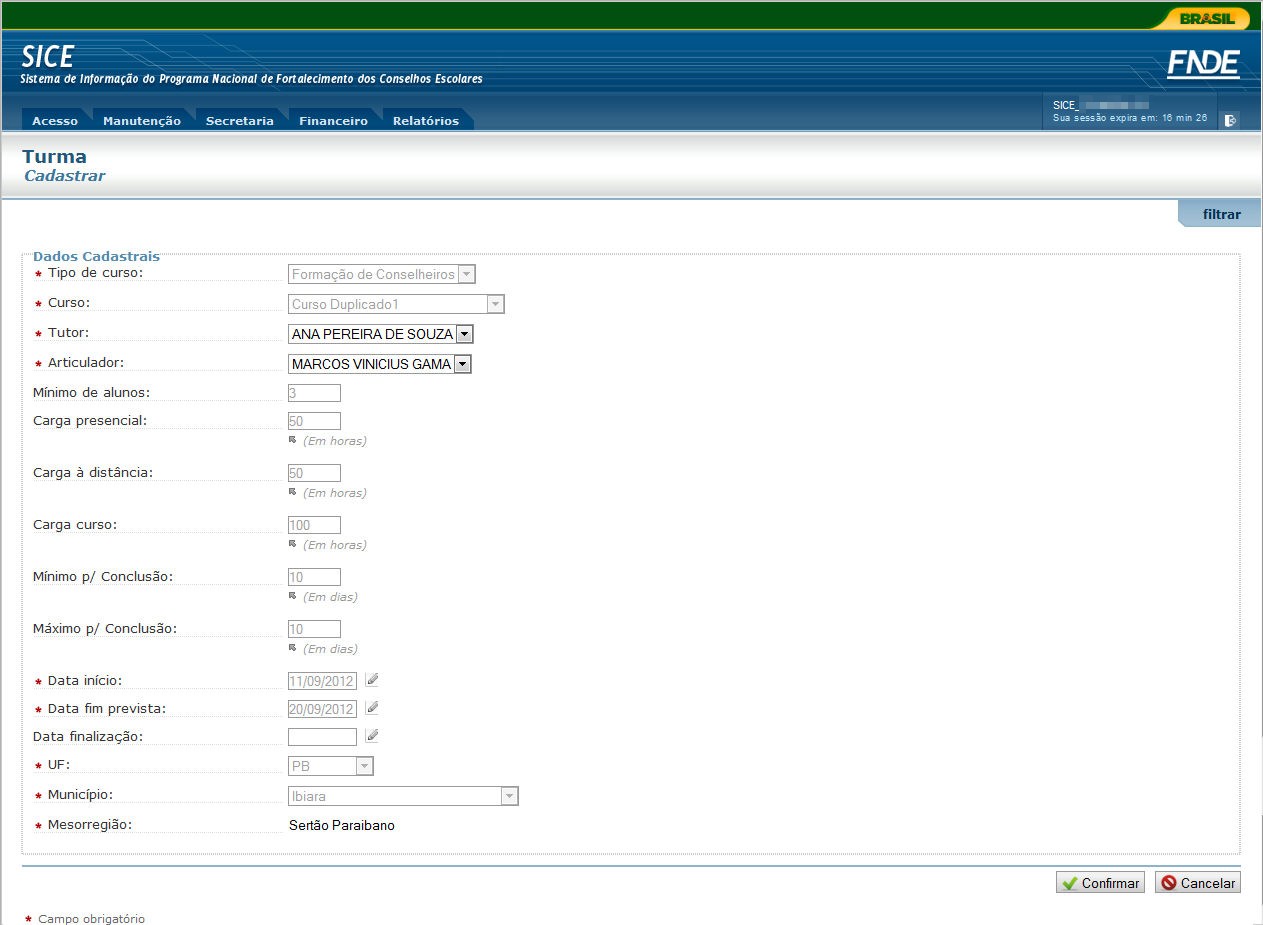 BRASIL
SICE
Sistema de Informação do Programa Nacional de Fortalecimento dos Conselhos Escolares
FNDE
SICE_
Sua sessão expira em: 16 min 26
Acesso Manutenção Secretaria Financeiro Relatórios
Turma
Cadastrar
filtrar
Dados Cadastrais
* Tipo de curso: Formação de Conselheiros
* Curso: Curso Duplicado1
* Tutor: ANA PEREIRA DE SOUZA
* Articulador: MARCOS VINICIUS GAMA
Mínimo de alunos: 3
Carga presencial: 50
(Em horas)
Carga à distância: 50
(Em horas)
Carga curso: 100
(Em horas)
Mínimo p/ Conclusão: 10
(Em dias)
Máximo p/ Conclusão: 10
(Em dias)
* Data início: 11/09/2012
* Data fim prevista: 20/09/2012
Data finalização:
* UF: PB
* Município: Ibiara
* Mesorregião: Sertão Paraibano
Confirmar Cancelar
* Campo obrigatório